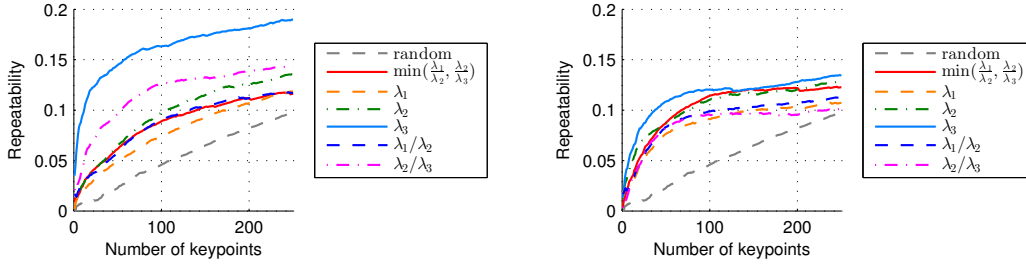 0.2
0.15
0.1
0.05
0
0 100 200
Repeatability
Number of keypoints
random
min(λ₁/λ₂, λ₂/λ₃)
λ₁
λ₂
λ₃
λ₁/λ₂
λ₂/λ₃
0.2
0.15
0.1
0.05
0
0 100 200
Repeatability
Number of keypoints
random
min(λ₁/λ₂, λ₂/λ₃)
λ₁
λ₂
λ₃
λ₁/λ₂
λ₂/λ₃